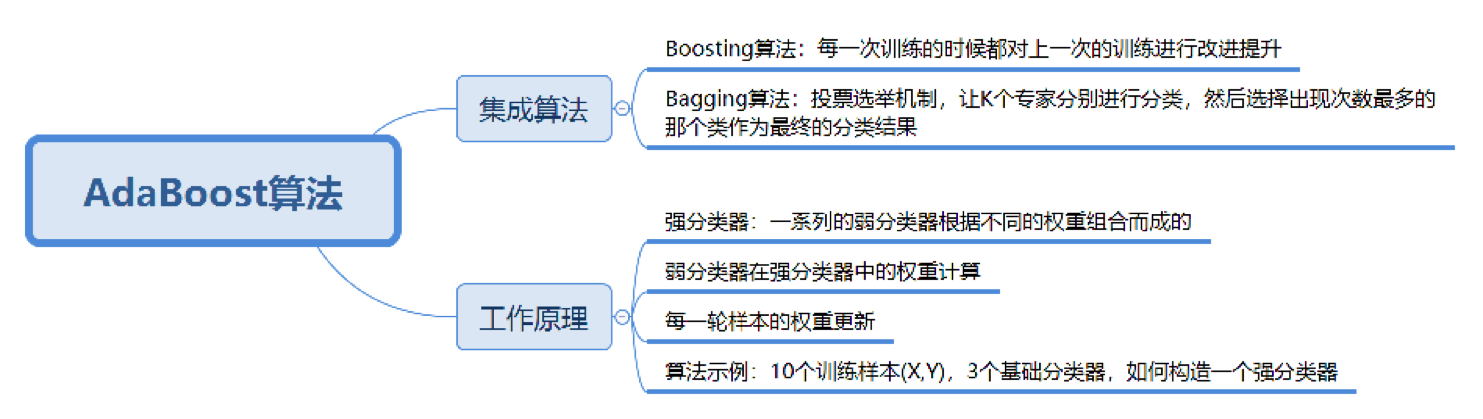 Boosting算法：每一次训练的时候都对上一次的训练进行改进提升
集成算法
Bagging算法：投票选举机制，让K个专家分别进行分类，然后选择出现次数最多的
那个类作为最终的分类结果
AdaBoost算法
强分类器：一系列的弱分类器根据不同的权重组合而成的
弱分类器在强分类器中的权重计算
工作原理
每一轮样本的权重更新
算法示例：10个训练样本(X,Y)，3个基础分类器，如何构造一个强分类器